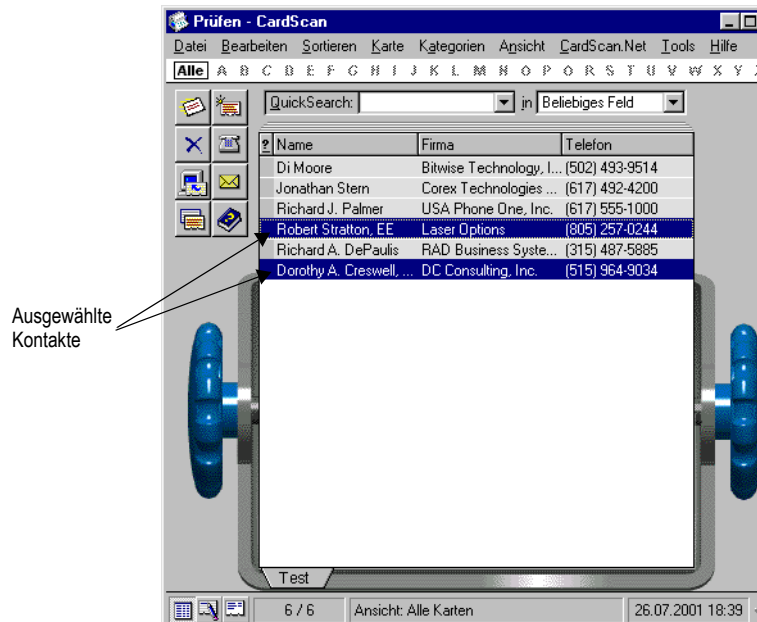 Prüfen - CardScan
Datei Bearbeiten Sortieren Karte Kategorien Ansicht CardScan.Net Tools Hilfe
Alle A B C D E F G H I J K L M N O P Q R S T U V W X Y
QuickSearch: in Beliebiges Feld
? Name Firma Telefon
Di Moore Bitwise Technology, I... (502) 493-9514
Jonathan Stern Corex Technologies ... (617) 492-4200
Richard J. Palmer USA Phone One, Inc. (617) 555-1000
Robert Stratton, EE Laser Options (805) 257-0244
Richard A. DePaulis RAD Business Syste... (315) 487-5885
Dorothy A. Creswell, ... DC Consulting, Inc. (515) 964-9034
Ausgewählte
Kontakte
Test
6 / 6 Ansicht: Alle Karten 26.07.2001 18:39